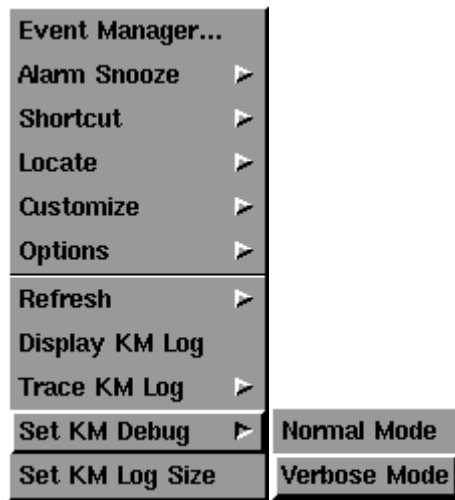 Event Manager...
Alarm Snooze
Shortcut
Locate
Customize
Options
Refresh
Display KM Log
Trace KM Log
Set KM Debug
Normal Mode
Set KM Log Size
Verbose Mode